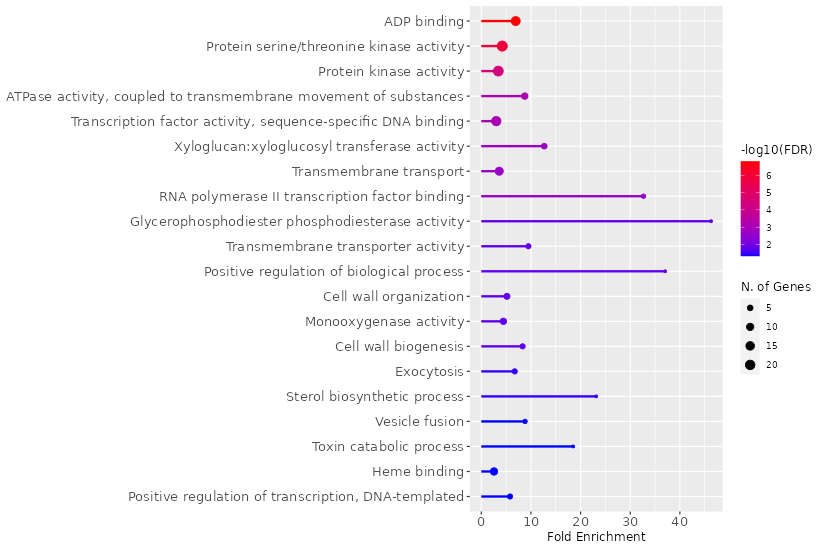 ADP binding
Protein serine/threonine kinase activity
Protein kinase activity
ATPase activity, coupled to transmembrane movement of substances
Transcription factor activity, sequence-specific DNA binding
Xyloglucan:xyloglucosyl transferase activity
Transmembrane transport
RNA polymerase II transcription factor binding
Glycerophosphodiester phosphodiesterase activity
Transmembrane transporter activity
Positive regulation of biological process
Cell wall organization
Monooxygenase activity
Cell wall biogenesis
Exocytosis
Sterol biosynthetic process
Vesicle fusion
Toxin catabolic process
Heme binding
Positive regulation of transcription, DNA-templated
0 10 20 30 40
Fold Enrichment
-log10(FDR)
6
5
4
3
2
N. of Genes
5
10
15
20